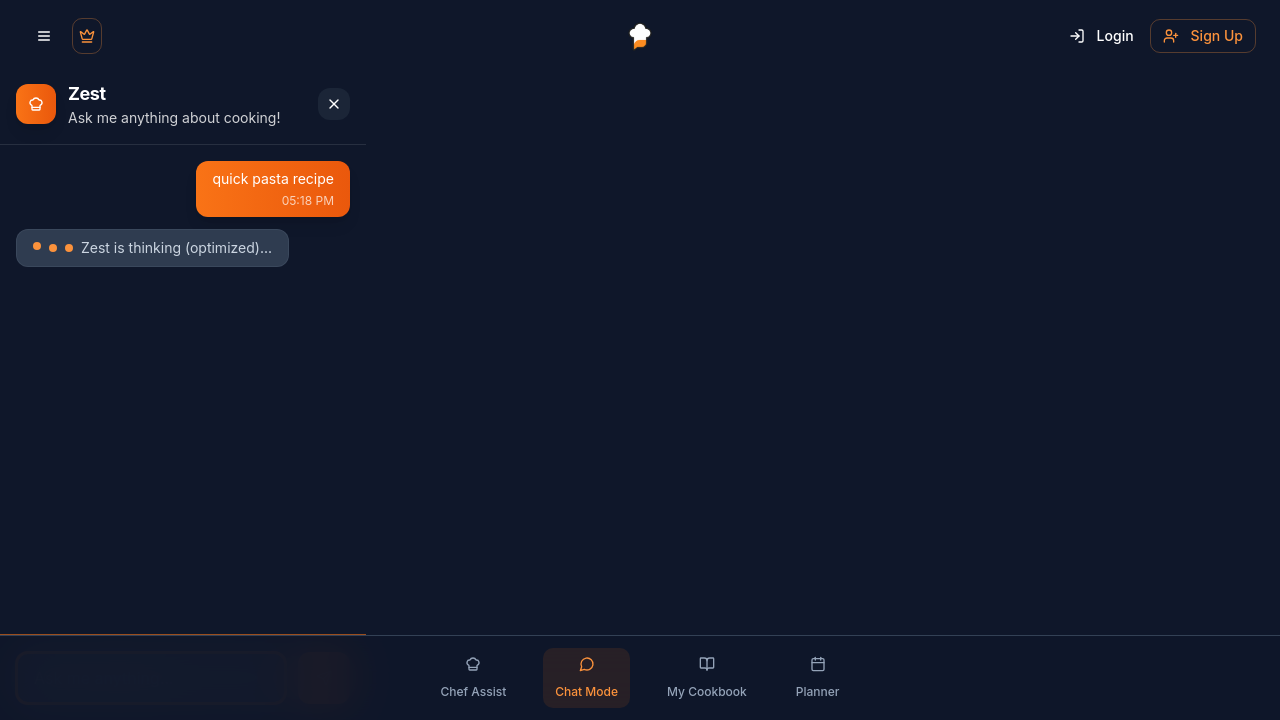 Login
Sign Up
Zest
Ask me anything about cooking!
quick pasta recipe
05:18 PM
Zest is thinking (optimized)...
Chef Assist
Chat Mode
My Cookbook
Planner